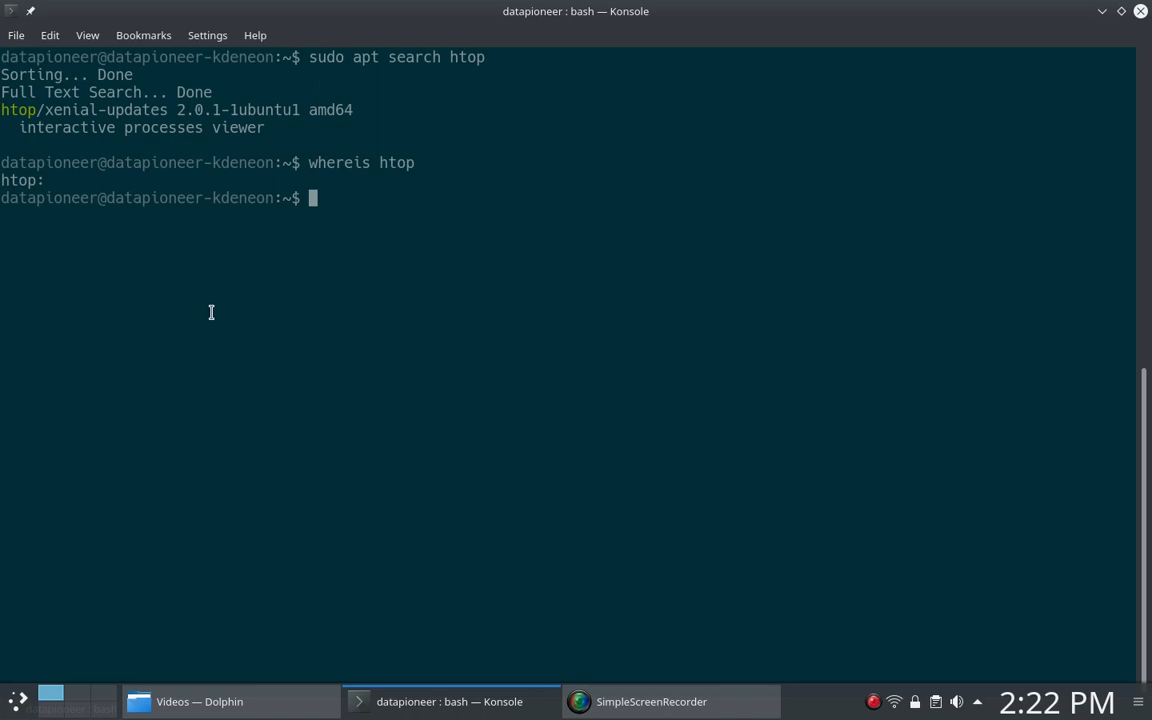 datapioneer : bash — Konsole
File Edit View Bookmarks Settings Help
datapioneer@datapioneer-kdeneon:~$ sudo apt search htop
Sorting... Done
Full Text Search... Done
htop/xenial-updates 2.0.1-1ubuntu1 amd64
  interactive processes viewer
datapioneer@datapioneer-kdeneon:~$ whereis htop
htop:
datapioneer@datapioneer-kdeneon:~$
Videos — Dolphin
datapioneer : bash — Konsole
SimpleScreenRecorder
2:22 PM